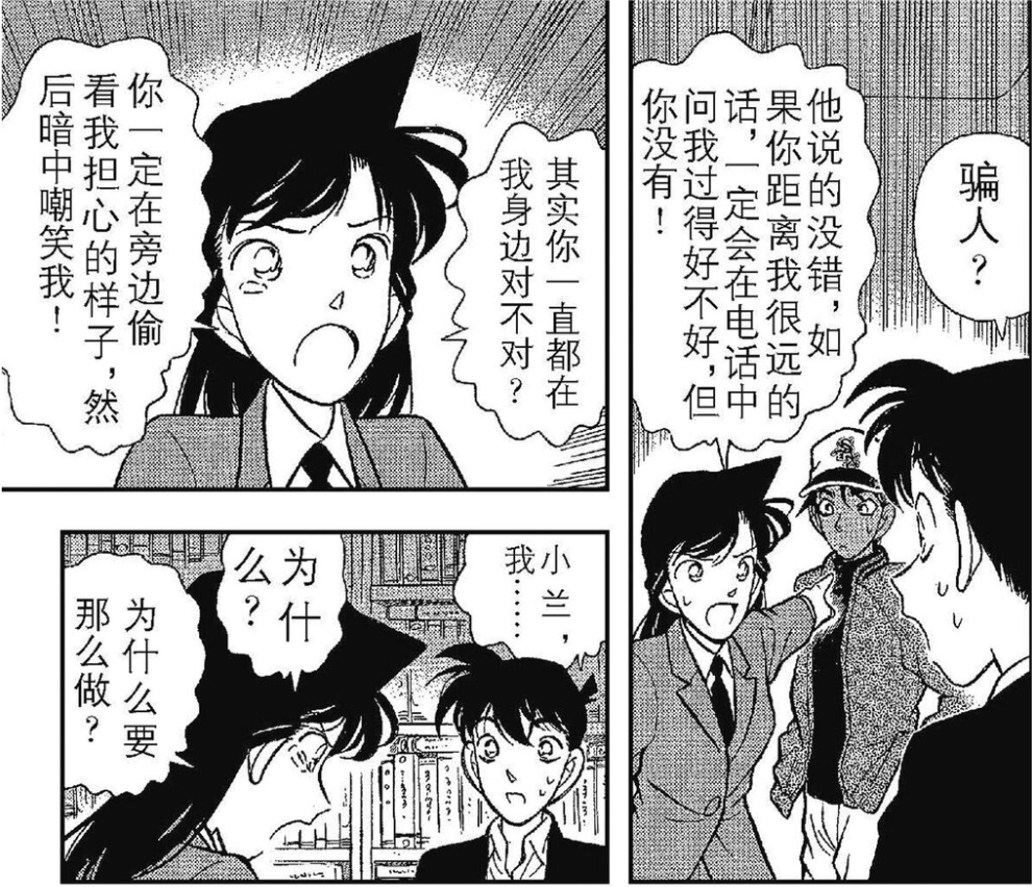 骗人？
他说的没错，如
果你距离我很远的
话，一定会在电话中
问我过得好不好，但
你没有！
其实你一直都在
我身边对不对？
你一定在旁边偷
看我担心的样子，然
后暗中嘲笑我！
小兰，
我……
为什
么？
为什么要
那么做？